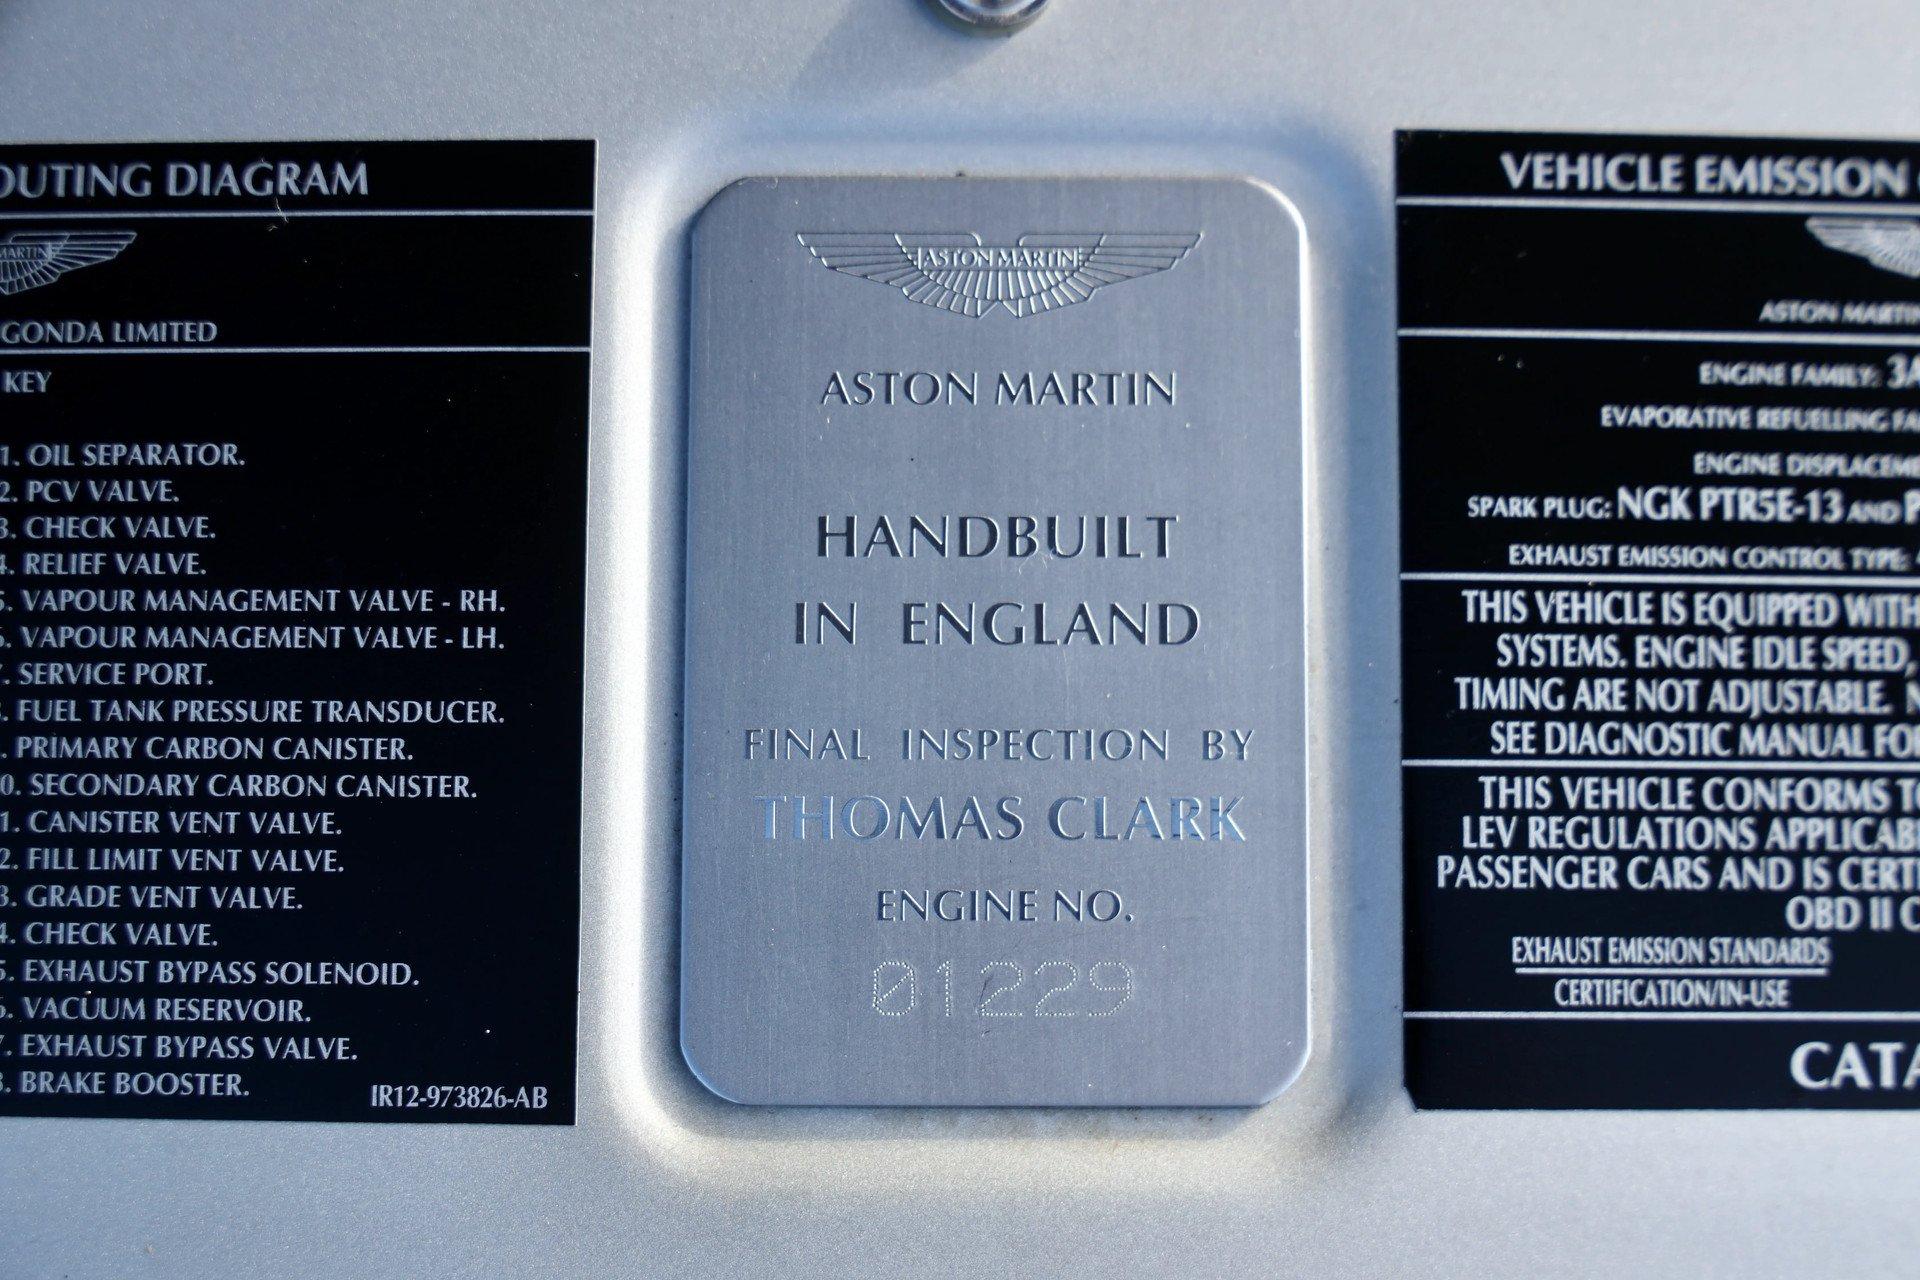 OUTING DIAGRAM
MARTIN
GONDA LIMITED
KEY
1. OIL SEPARATOR.
2. PCV VALVE.
3. CHECK VALVE.
4. RELIEF VALVE.
5. VAPOUR MANAGEMENT VALVE - RH.
6. VAPOUR MANAGEMENT VALVE - LH.
7. SERVICE PORT.
8. FUEL TANK PRESSURE TRANSDUCER.
. PRIMARY CARBON CANISTER.
0. SECONDARY CARBON CANISTER.
1. CANISTER VENT VALVE.
2. FILL LIMIT VENT VALVE.
3. GRADE VENT VALVE.
4. CHECK VALVE.
5. EXHAUST BYPASS SOLENOID.
6. VACUUM RESERVOIR.
7. EXHAUST BYPASS VALVE.
8. BRAKE BOOSTER.
IR12-973826-AB
ASTON MARTIN
ASTON MARTIN
HANDBUILT
IN ENGLAND
FINAL INSPECTION BY
THOMAS CLARK
ENGINE NO.
01229
VEHICLE EMISSION
ASTON MARTIN
ENGINE FAMILY: 3A
EVAPORATIVE REFUELLING FA
ENGINE DISPLACEME
SPARK PLUG: NGK PTR5E-13 AND P
EXHAUST EMISSION CONTROL TYPE:
THIS VEHICLE IS EQUIPPED WITH
SYSTEMS. ENGINE IDLE SPEED,
TIMING ARE NOT ADJUSTABLE. N
SEE DIAGNOSTIC MANUAL FO
THIS VEHICLE CONFORMS T
LEV REGULATIONS APPLICAB
PASSENGER CARS AND IS CERT
OBD II C
EXHAUST EMISSION STANDARDS
CERTIFICATION/IN-USE
CATA